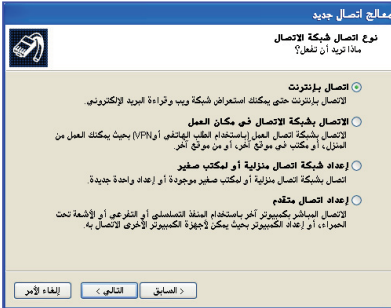 معالج اتصال جديد
نوع اتصال شبكة الاتصال
ماذا تريد أن تفعل؟
اتصال بإنترنت
الاتصال بإنترنت حتى يمكنك استعراض شبكة ويب وقراءة البريد الإلكتروني.
الاتصال بشبكة الاتصال في مكان العمل
الاتصال بشبكة اتصال العمل (باستخدام الطلب الهاتفي أوVPN) بحيث يمكنك العمل من
المنزل، أو مكتب في موقع آخر، أو من موقع آخر.
إعداد شبكة اتصال منزلية أو لمكتب صغير
اتصال بشبكة اتصال منزلية أو لمكتب صغير موجودة أو إعداد واحدة جديدة.
إعداد اتصال متقدم
الاتصال المباشر بكمبيوتر آخر باستخدام المنفذ التسلسلي أو التفرعي أو الأشعة تحت
الحمراء، أو إعداد الكمبيوتر بحيث يمكن لأجهزة الكمبيوتر الأخرى الاتصال به.
< السابق
التالي >
إلغاء الأمر